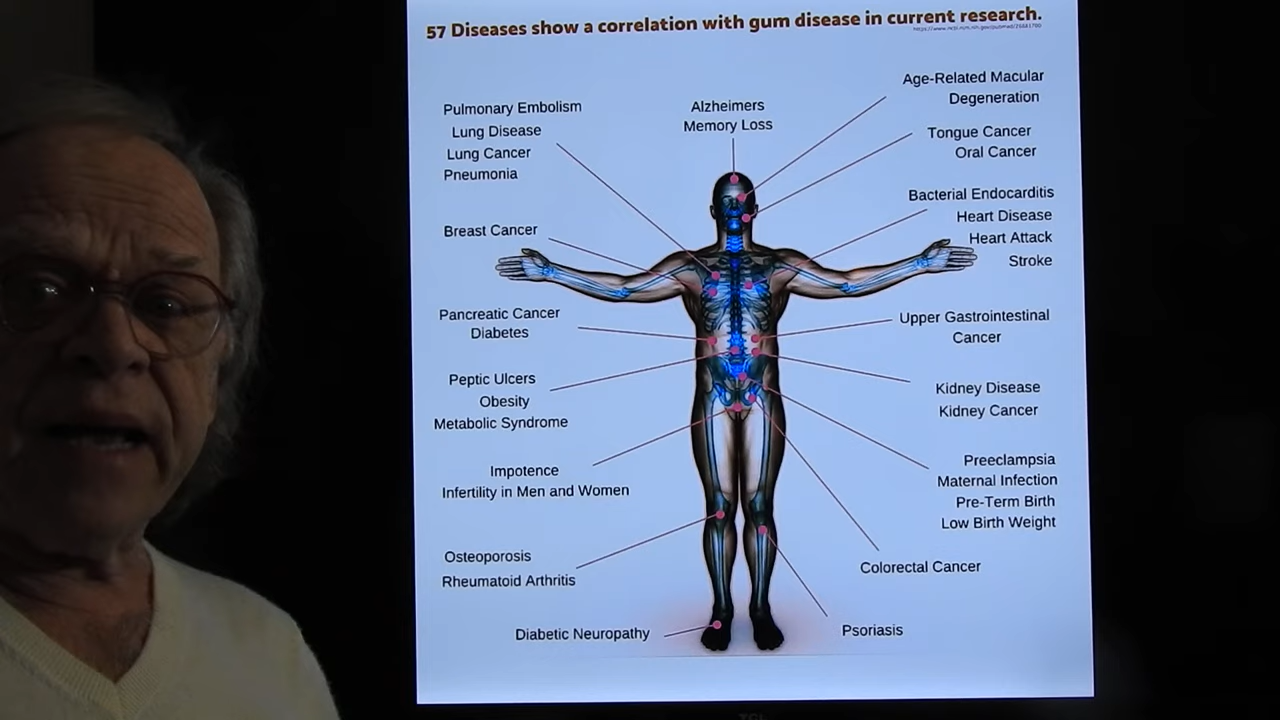 57 Diseases show a correlation with gum disease in current research.
Pulmonary Embolism
Lung Disease
Lung Cancer
Pneumonia
Breast Cancer
Pancreatic Cancer
Diabetes
Peptic Ulcers
Obesity
Metabolic Syndrome
Impotence
Infertility in Men and Women
Osteoporosis
Rheumatoid Arthritis
Diabetic Neuropathy
Alzheimers
Memory Loss
Age-Related Macular
Degeneration
Tongue Cancer
Oral Cancer
Bacterial Endocarditis
Heart Disease
Heart Attack
Stroke
Upper Gastrointestinal
Cancer
Kidney Disease
Kidney Cancer
Preeclampsia
Maternal Infection
Pre-Term Birth
Low Birth Weight
Colorectal Cancer
Psoriasis
TCL